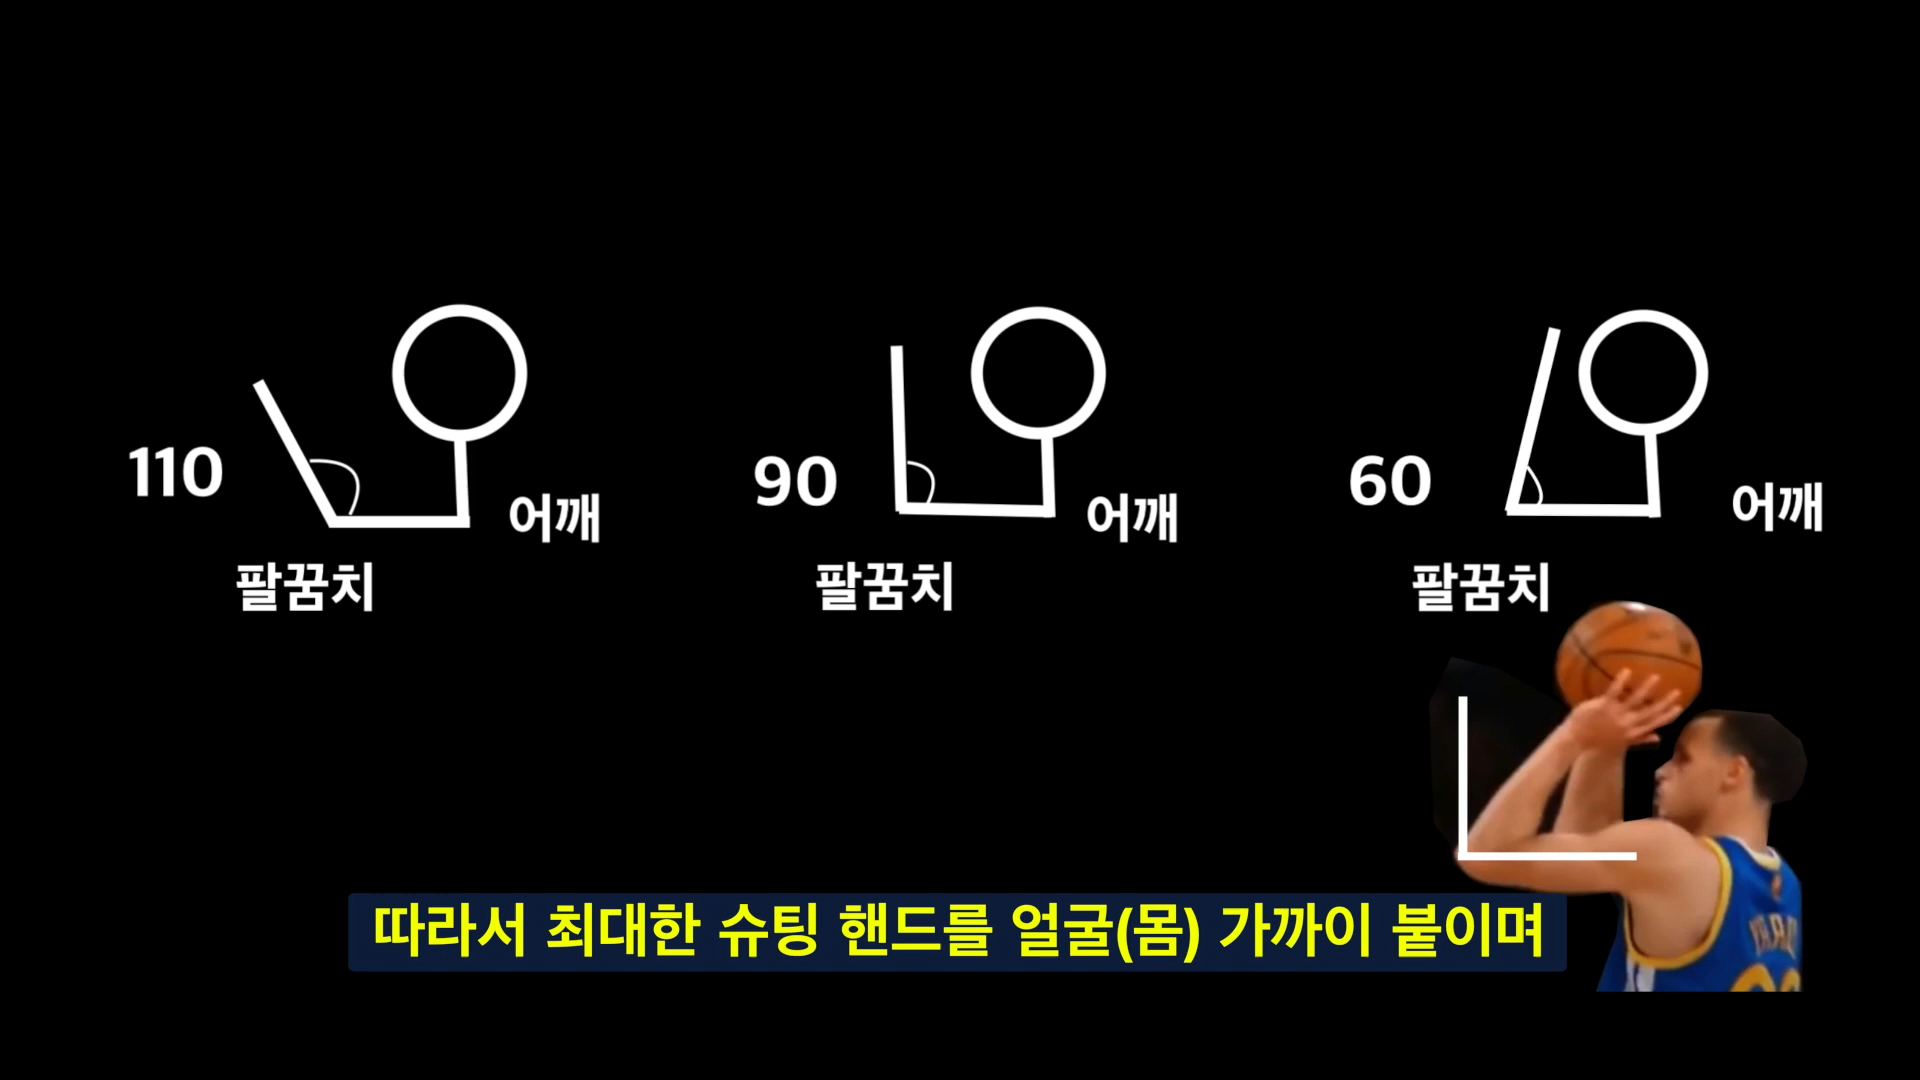 110
어깨
팔꿈치
90
어깨
팔꿈치
60
어깨
팔꿈치
따라서 최대한 슈팅 핸드를 얼굴(몸) 가까이 붙이며